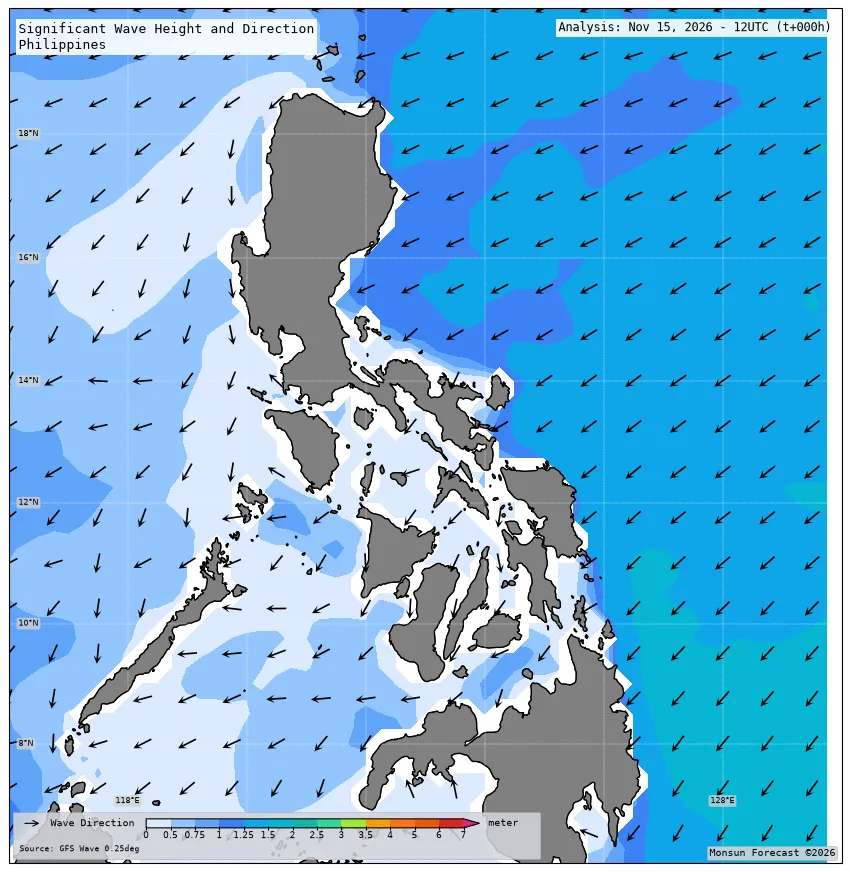 Significant Wave Height and Direction
Philippines
Analysis: Nov 15, 2026 - 12UTC (t+000h)
18°N
16°N
14°N
12°N
10°N
8°N
118°E
128°E
Wave Direction
meter
0 0.5 0.75 1 1.25 1.5 2 2.5 3 3.5 4 5 6 7
Source: GFS Wave 0.25deg
Monsun Forecast ©2026